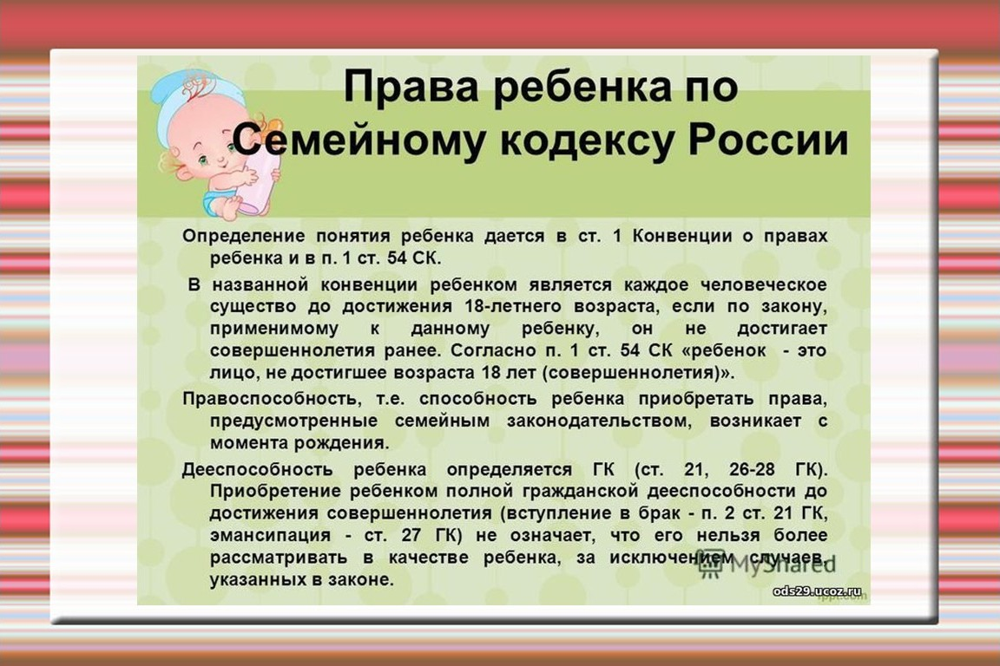 Права ребенка по
Семейному кодексу России
Определение понятия ребенка дается в ст. 1 Конвенции о правах
ребенка и в п. 1 ст. 54 СК.
В названной конвенции ребенком является каждое человеческое
существо до достижения 18-летнего возраста, если по закону,
применимому к данному ребенку, он не достигает
совершеннолетия ранее. Согласно п. 1 ст. 54 СК «ребенок - это
лицо, не достигшее возраста 18 лет (совершеннолетия)».
Правоспособность, т.е. способность ребенка приобретать права,
предусмотренные семейным законодательством, возникает с
момента рождения.
Дееспособность ребенка определяется ГК (ст. 21, 26-28 ГК).
Приобретение ребенком полной гражданской дееспособности до
достижения совершеннолетия (вступление в брак - п. 2 ст. 21 ГК,
эмансипация - ст. 27 ГК) не означает, что его нельзя более
рассматривать в качестве ребенка, за исключением случаев,
указанных в законе.
MyShared
ods29.ucoz.ru